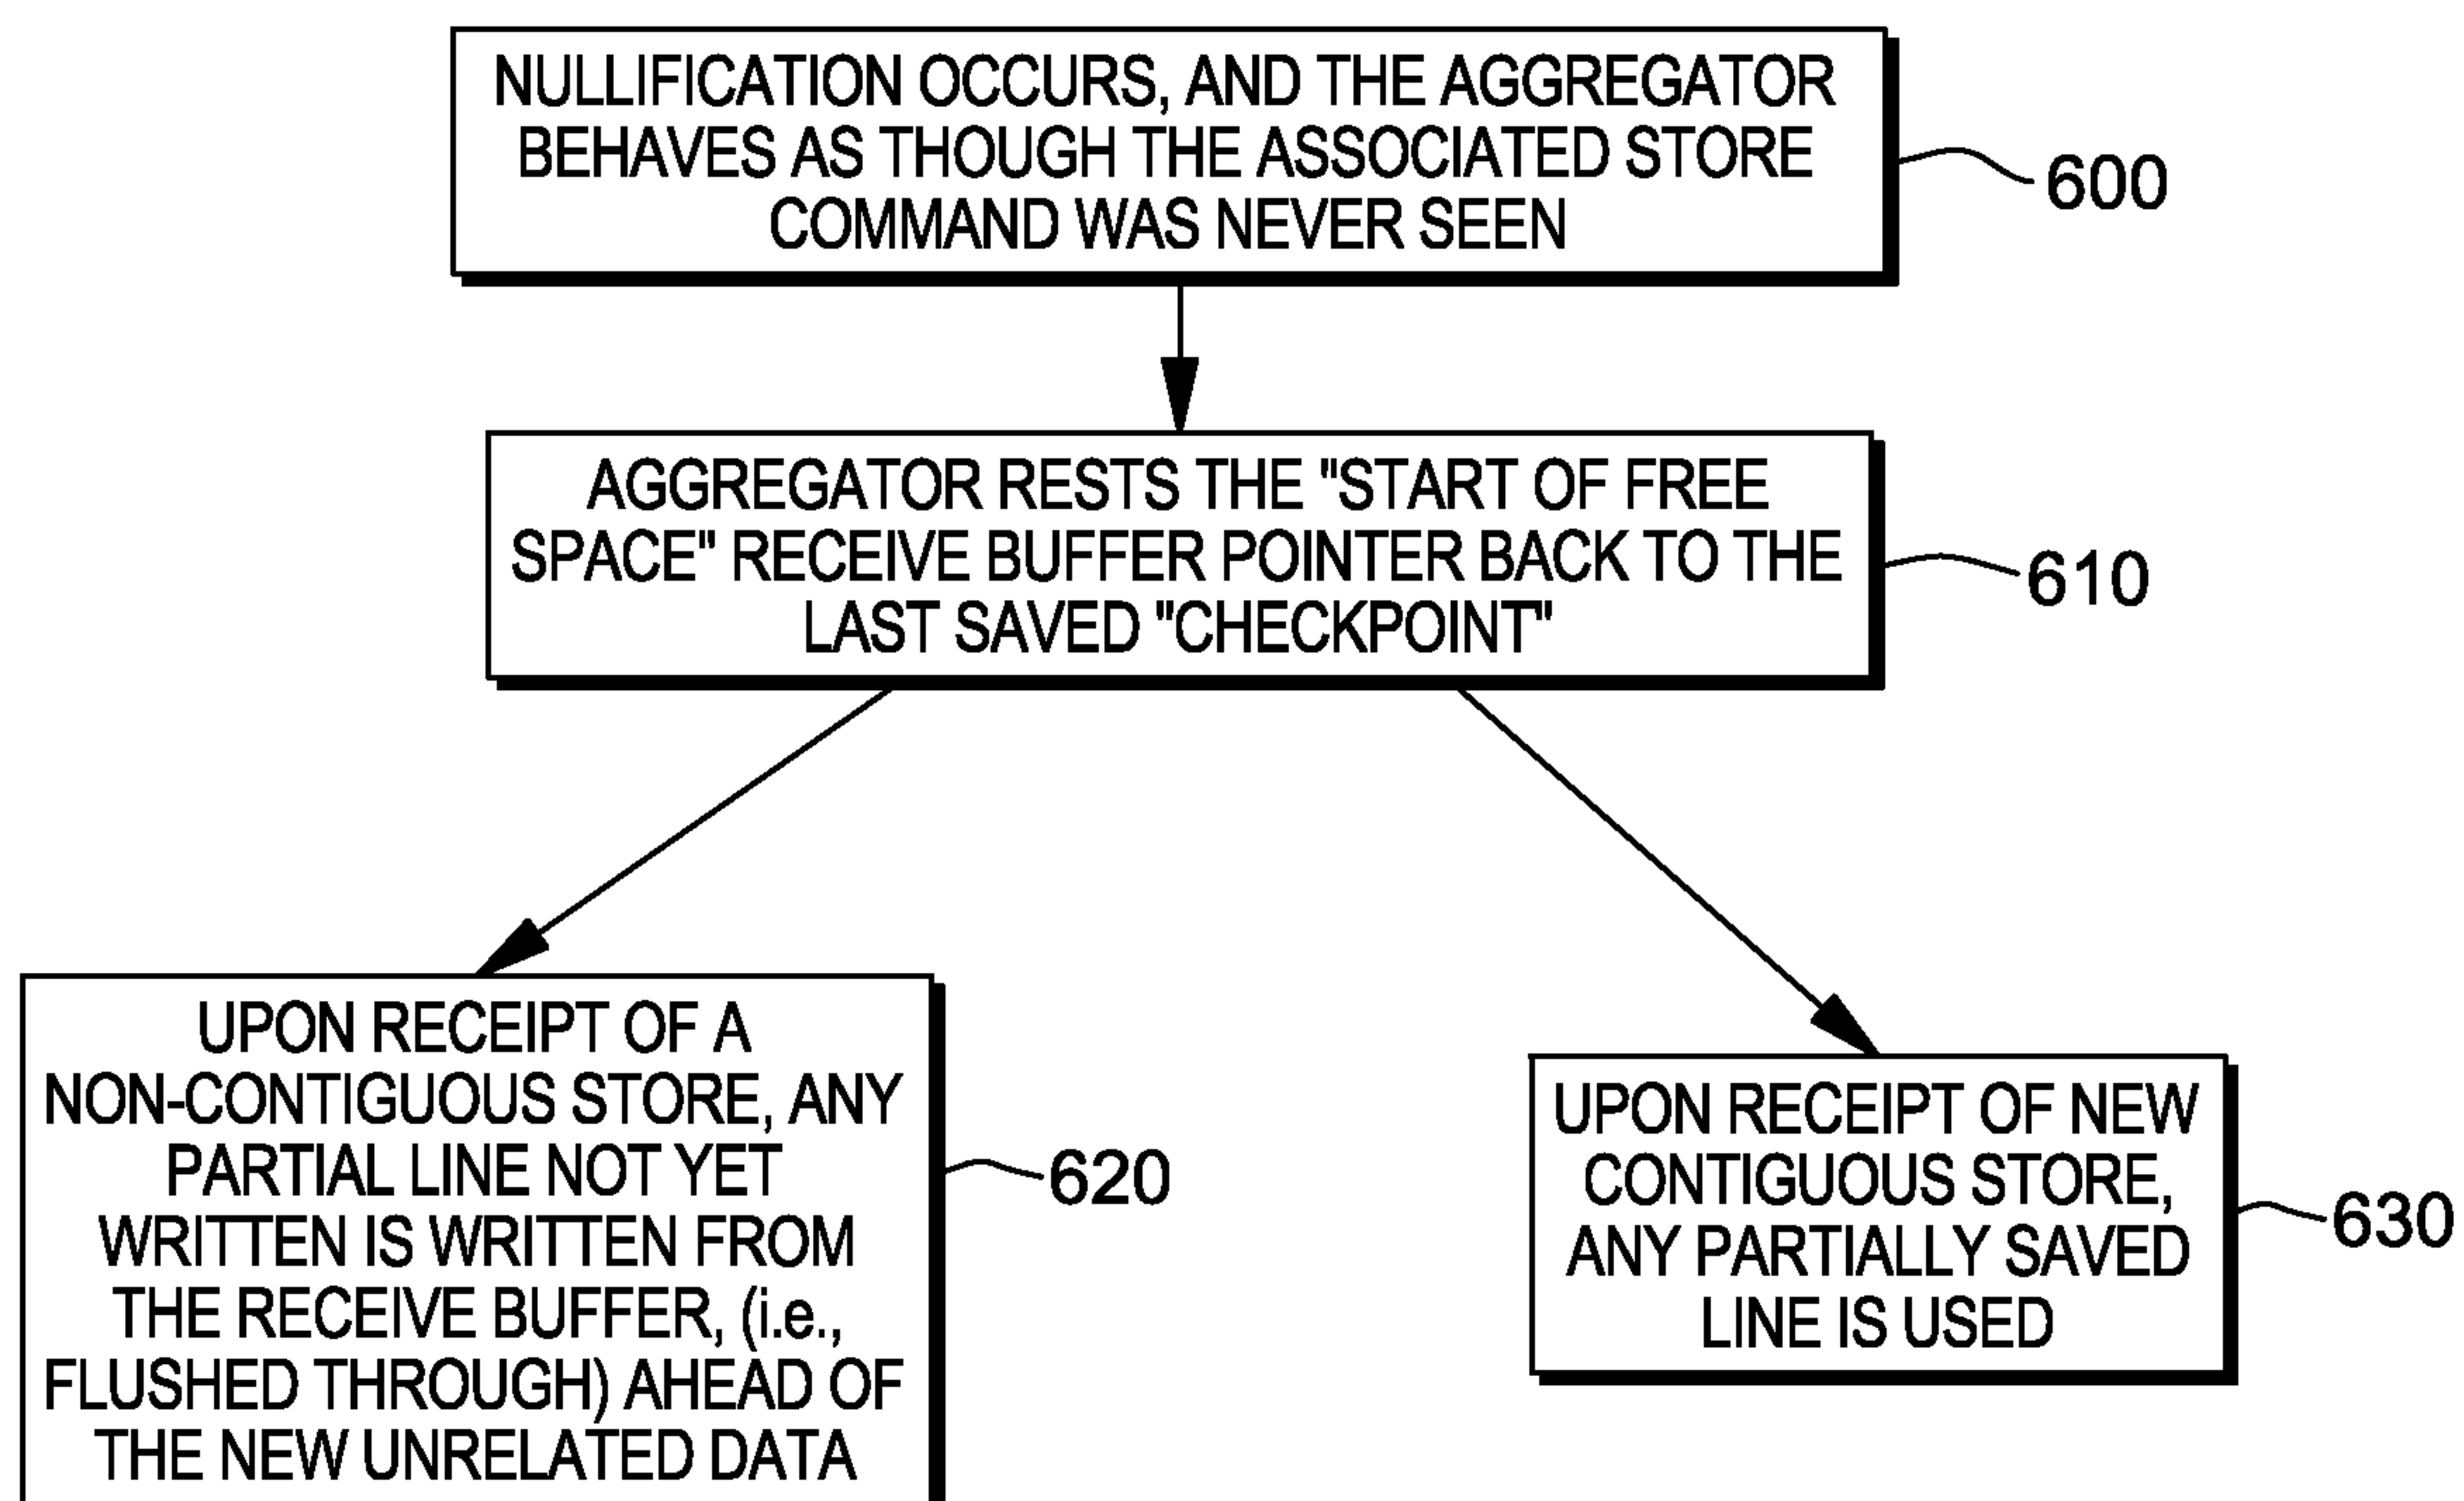 NULLIFICATION OCCURS, AND THE AGGREGATOR
BEHAVES AS THOUGH THE ASSOCIATED STORE
COMMAND WAS NEVER SEEN
600
AGGREGATOR RESTS THE "START OF FREE
SPACE" RECEIVE BUFFER POINTER BACK TO THE
LAST SAVED "CHECKPOINT"
610
UPON RECEIPT OF A
NON-CONTIGUOUS STORE, ANY
PARTIAL LINE NOT YET
WRITTEN IS WRITTEN FROM
THE RECEIVE BUFFER, (i.e.,
FLUSHED THROUGH) AHEAD OF
THE NEW UNRELATED DATA
620
UPON RECEIPT OF NEW
CONTIGUOUS STORE,
ANY PARTIALLY SAVED
LINE IS USED
630